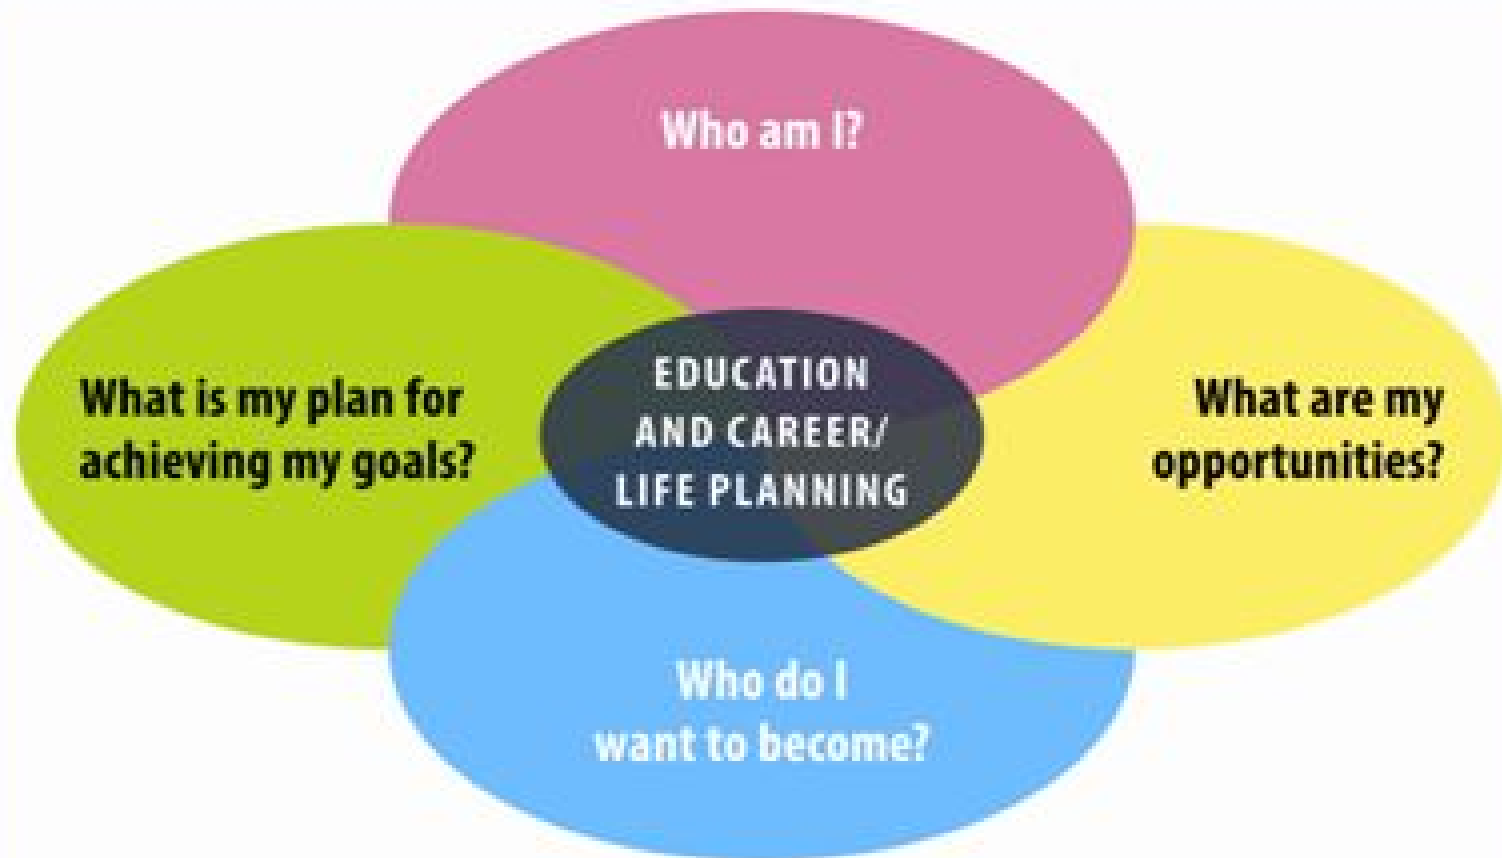 Who am I?
What is my plan for
achieving my goals?
EDUCATION
AND CAREER/
LIFE PLANNING
What are my
opportunities?
Who do I
want to become?